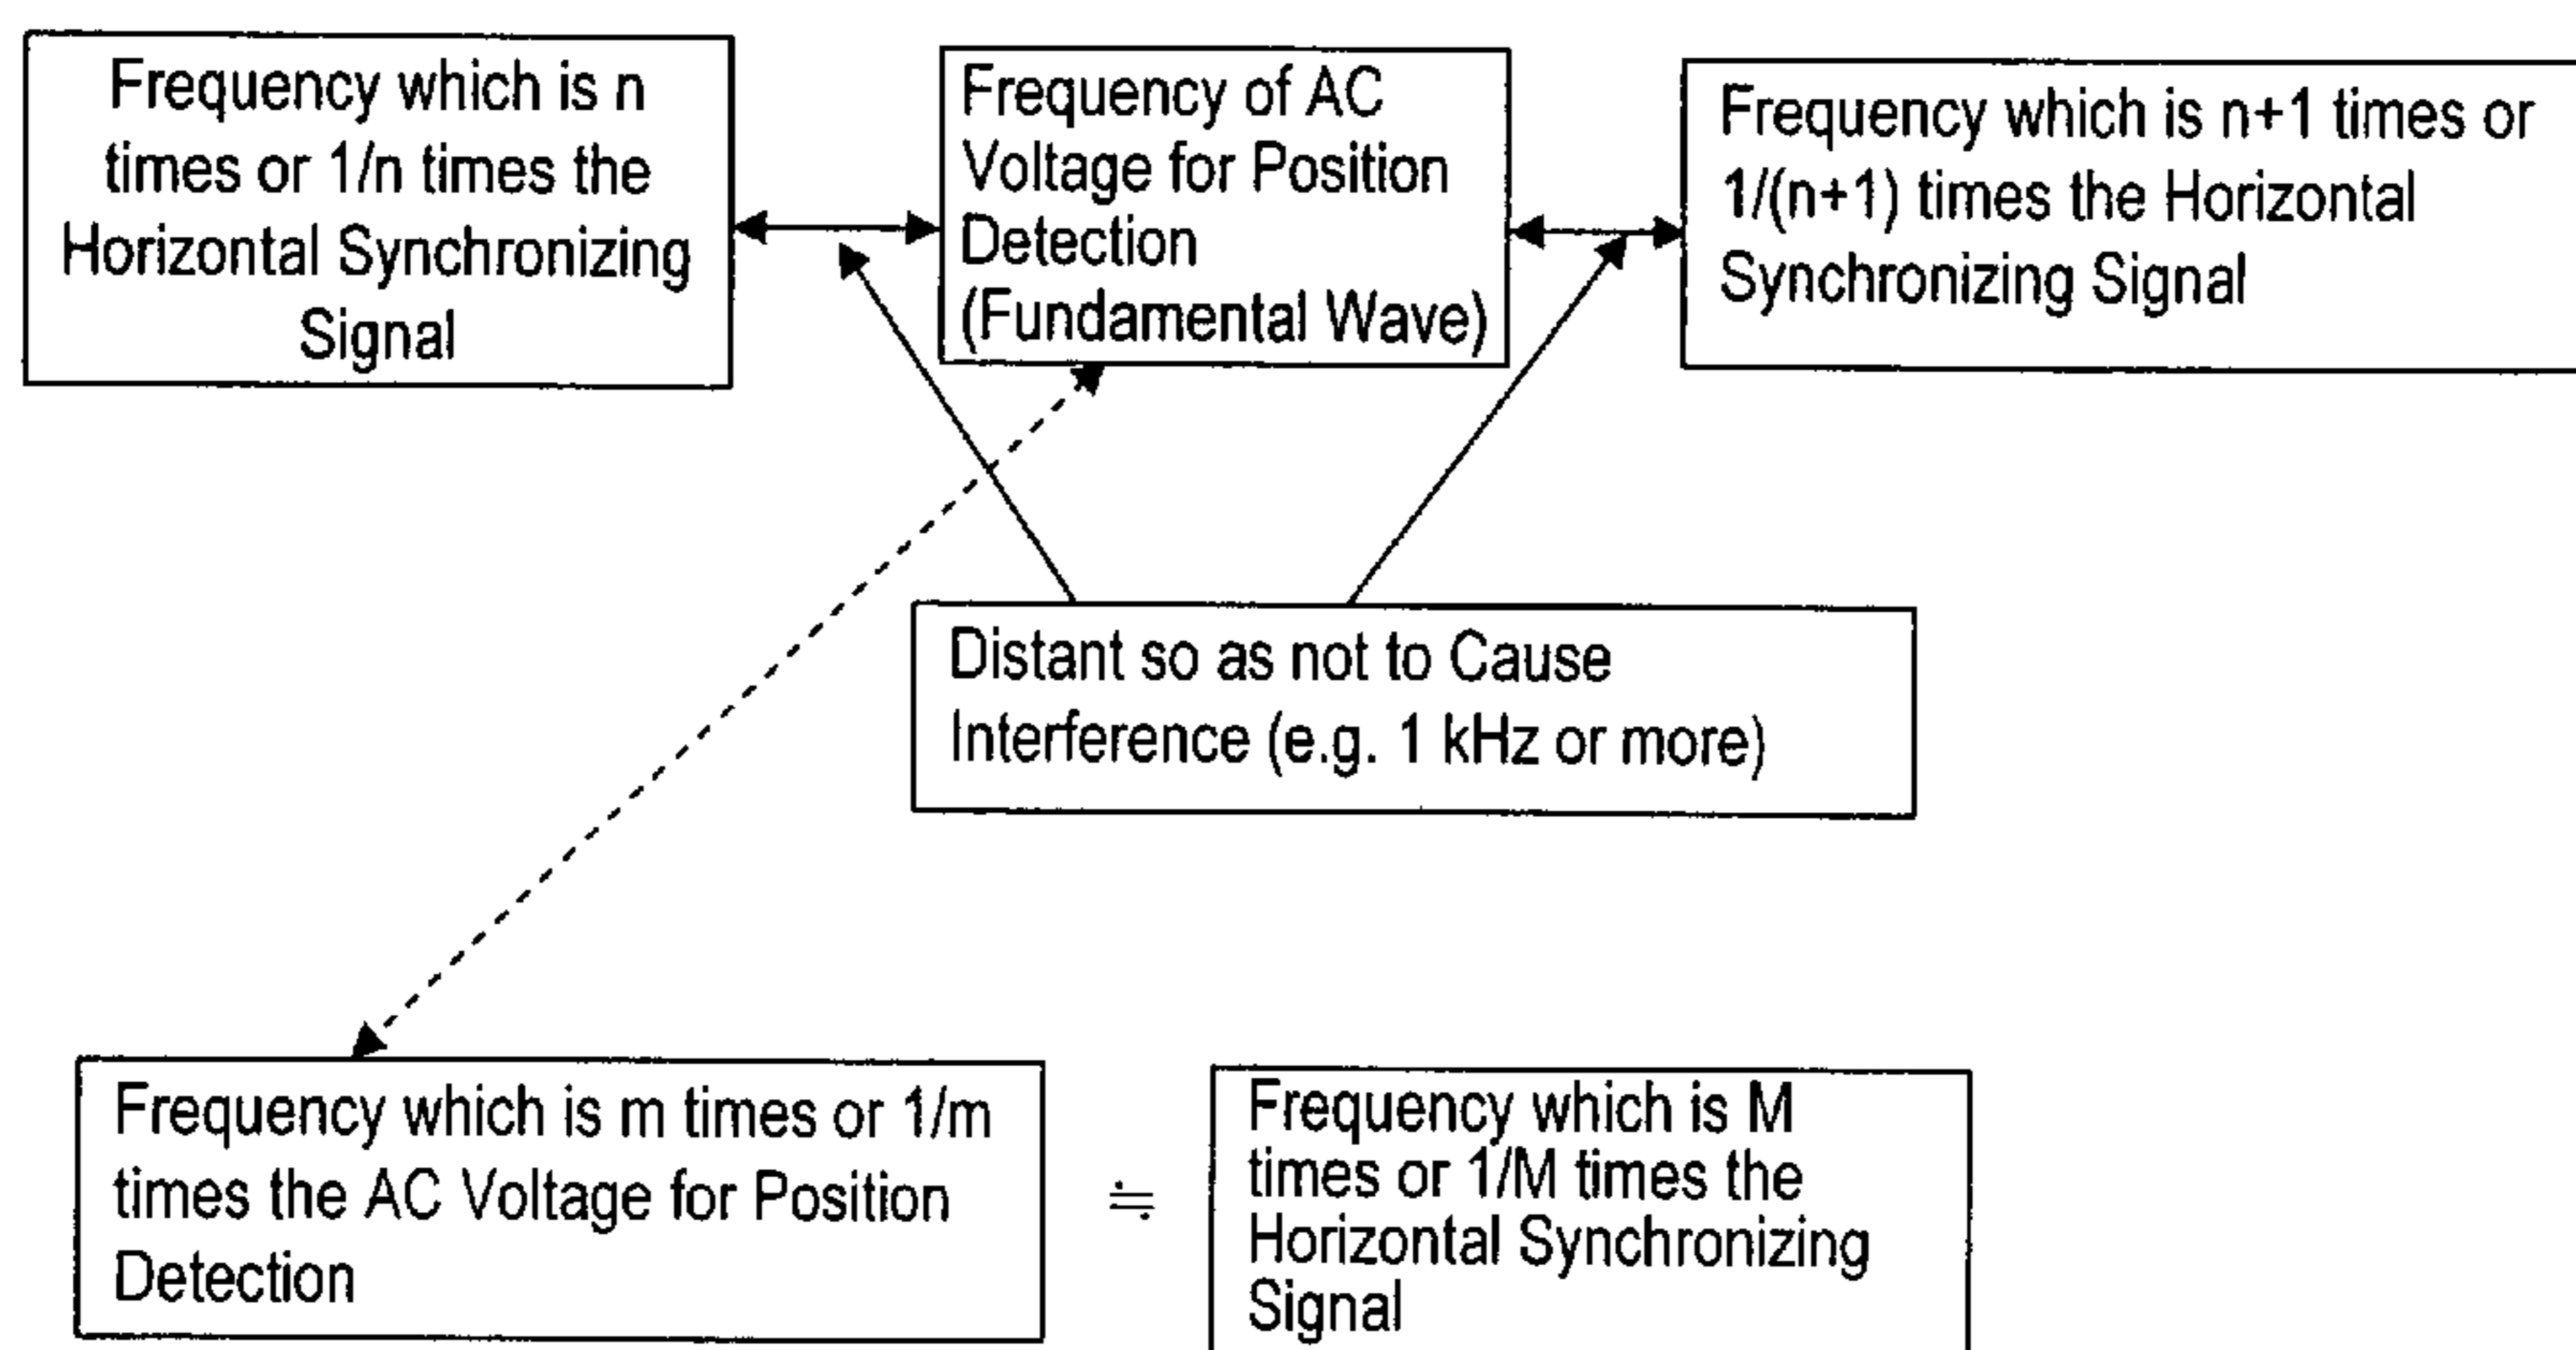 Frequency which is n
times or 1/n times the
Horizontal Synchronizing
Signal
Frequency of AC
Voltage for Position
Detection
(Fundamental Wave)
Frequency which is n+1 times or
1/(n+1) times the Horizontal
Synchronizing Signal
Distant so as not to Cause
Interference (e.g. 1 kHz or more)
Frequency which is m times or 1/m
times the AC Voltage for Position
Detection
≒
Frequency which is M
times or 1/M times the
Horizontal Synchronizing
Signal